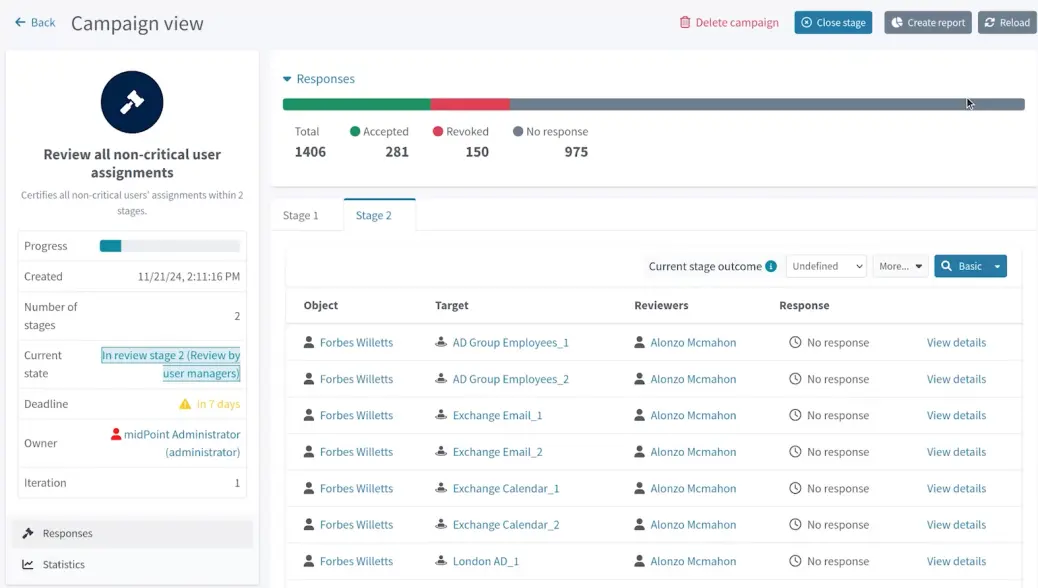 Back
Campaign view
Delete campaign
Close stage
Create report
Reload
Review all non-critical user
assignments
Certifies all non-critical users' assignments within 2
stages.
Progress
Created 11/21/24, 2:11:16 PM
Number of
stages 2
Current
state In review stage 2 (Review by
user managers)
Deadline in 7 days
Owner midPoint Administrator
(administrator)
Iteration 1
Responses
Statistics
Responses
Total Accepted Revoked No response
1406 281 150 975
Stage 1 Stage 2
Current stage outcome Undefined More... Basic
Object Target Reviewers Response
Forbes Willetts AD Group Employees_1 Alonzo Mcmahon No response View details
Forbes Willetts AD Group Employees_2 Alonzo Mcmahon No response View details
Forbes Willetts Exchange Email_1 Alonzo Mcmahon No response View details
Forbes Willetts Exchange Email_2 Alonzo Mcmahon No response View details
Forbes Willetts Exchange Calendar_1 Alonzo Mcmahon No response View details
Forbes Willetts Exchange Calendar_2 Alonzo Mcmahon No response View details
Forbes Willetts London AD_1 Alonzo Mcmahon No response View details